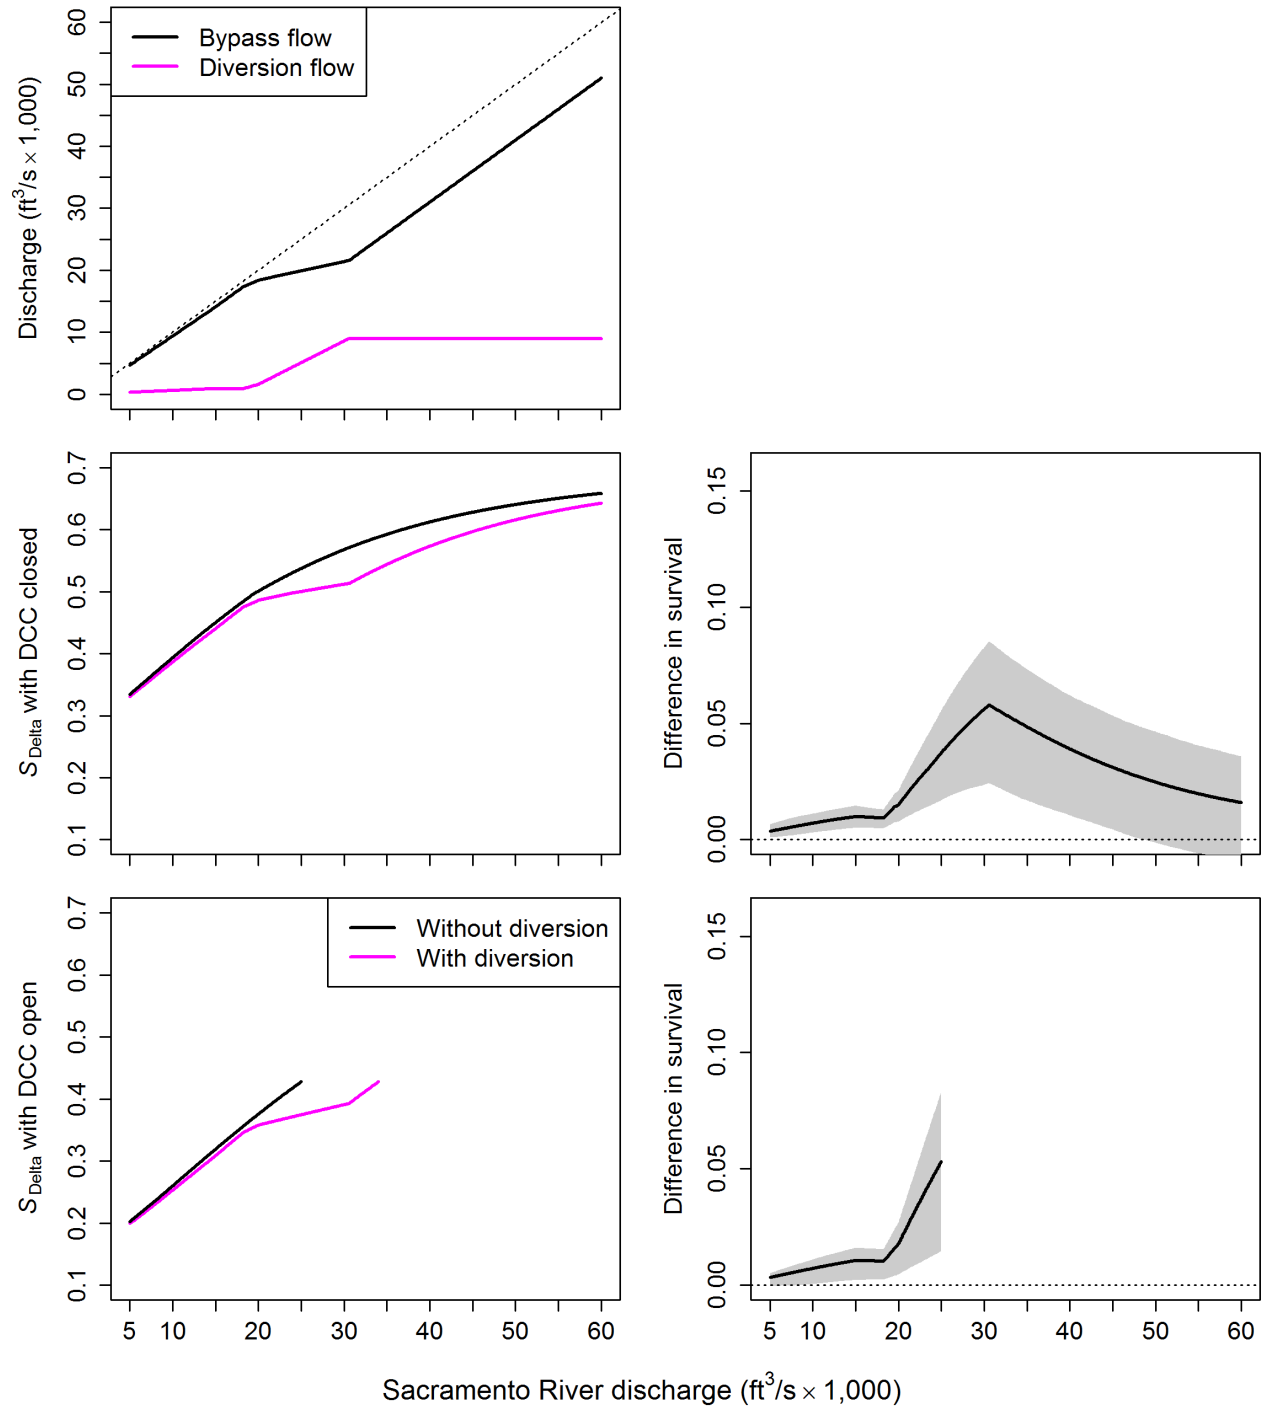 Discharge (ft³/s × 1,000)
60
50
40
30
20
10
0
Bypass flow
Diversion flow
S_Delta with DCC closed
0.7
0.6
0.5
0.4
0.3
0.2
0.1
Difference in survival
0.15
0.10
0.05
0.00
S_Delta with DCC open
0.7
0.6
0.5
0.4
0.3
0.2
0.1
Without diversion
With diversion
5 10 20 30 40 50 60
Difference in survival
0.15
0.10
0.05
0.00
5 10 20 30 40 50 60
Sacramento River discharge (ft³/s × 1,000)